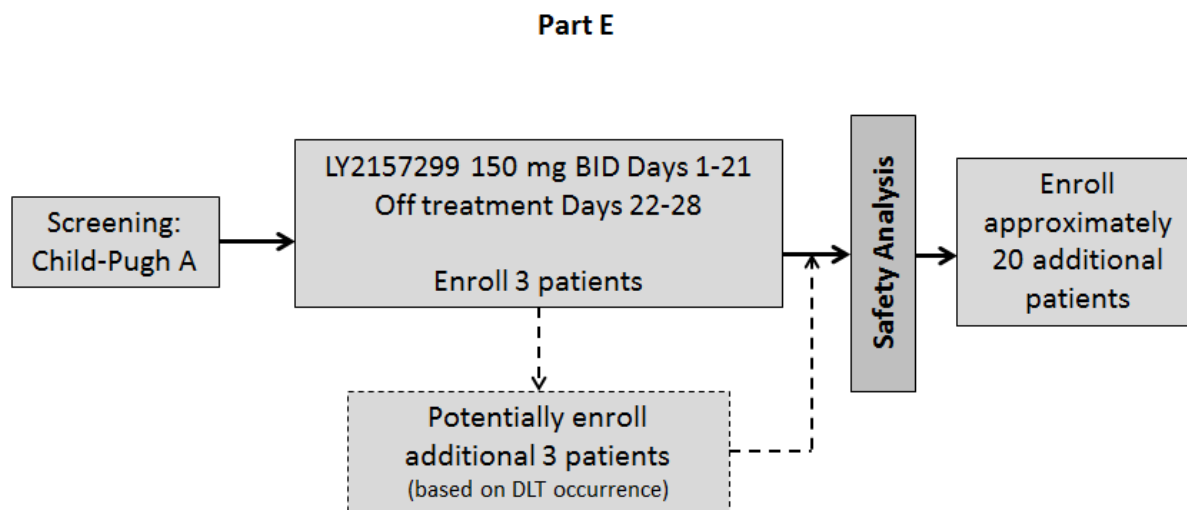 Part E
Screening:
Child-Pugh A
LY2157299 150 mg BID Days 1-21
Off treatment Days 22-28
Enroll 3 patients
Potentially enroll
additional 3 patients
(based on DLT occurrence)
Safety Analysis
Enroll
approximately
20 additional
patients